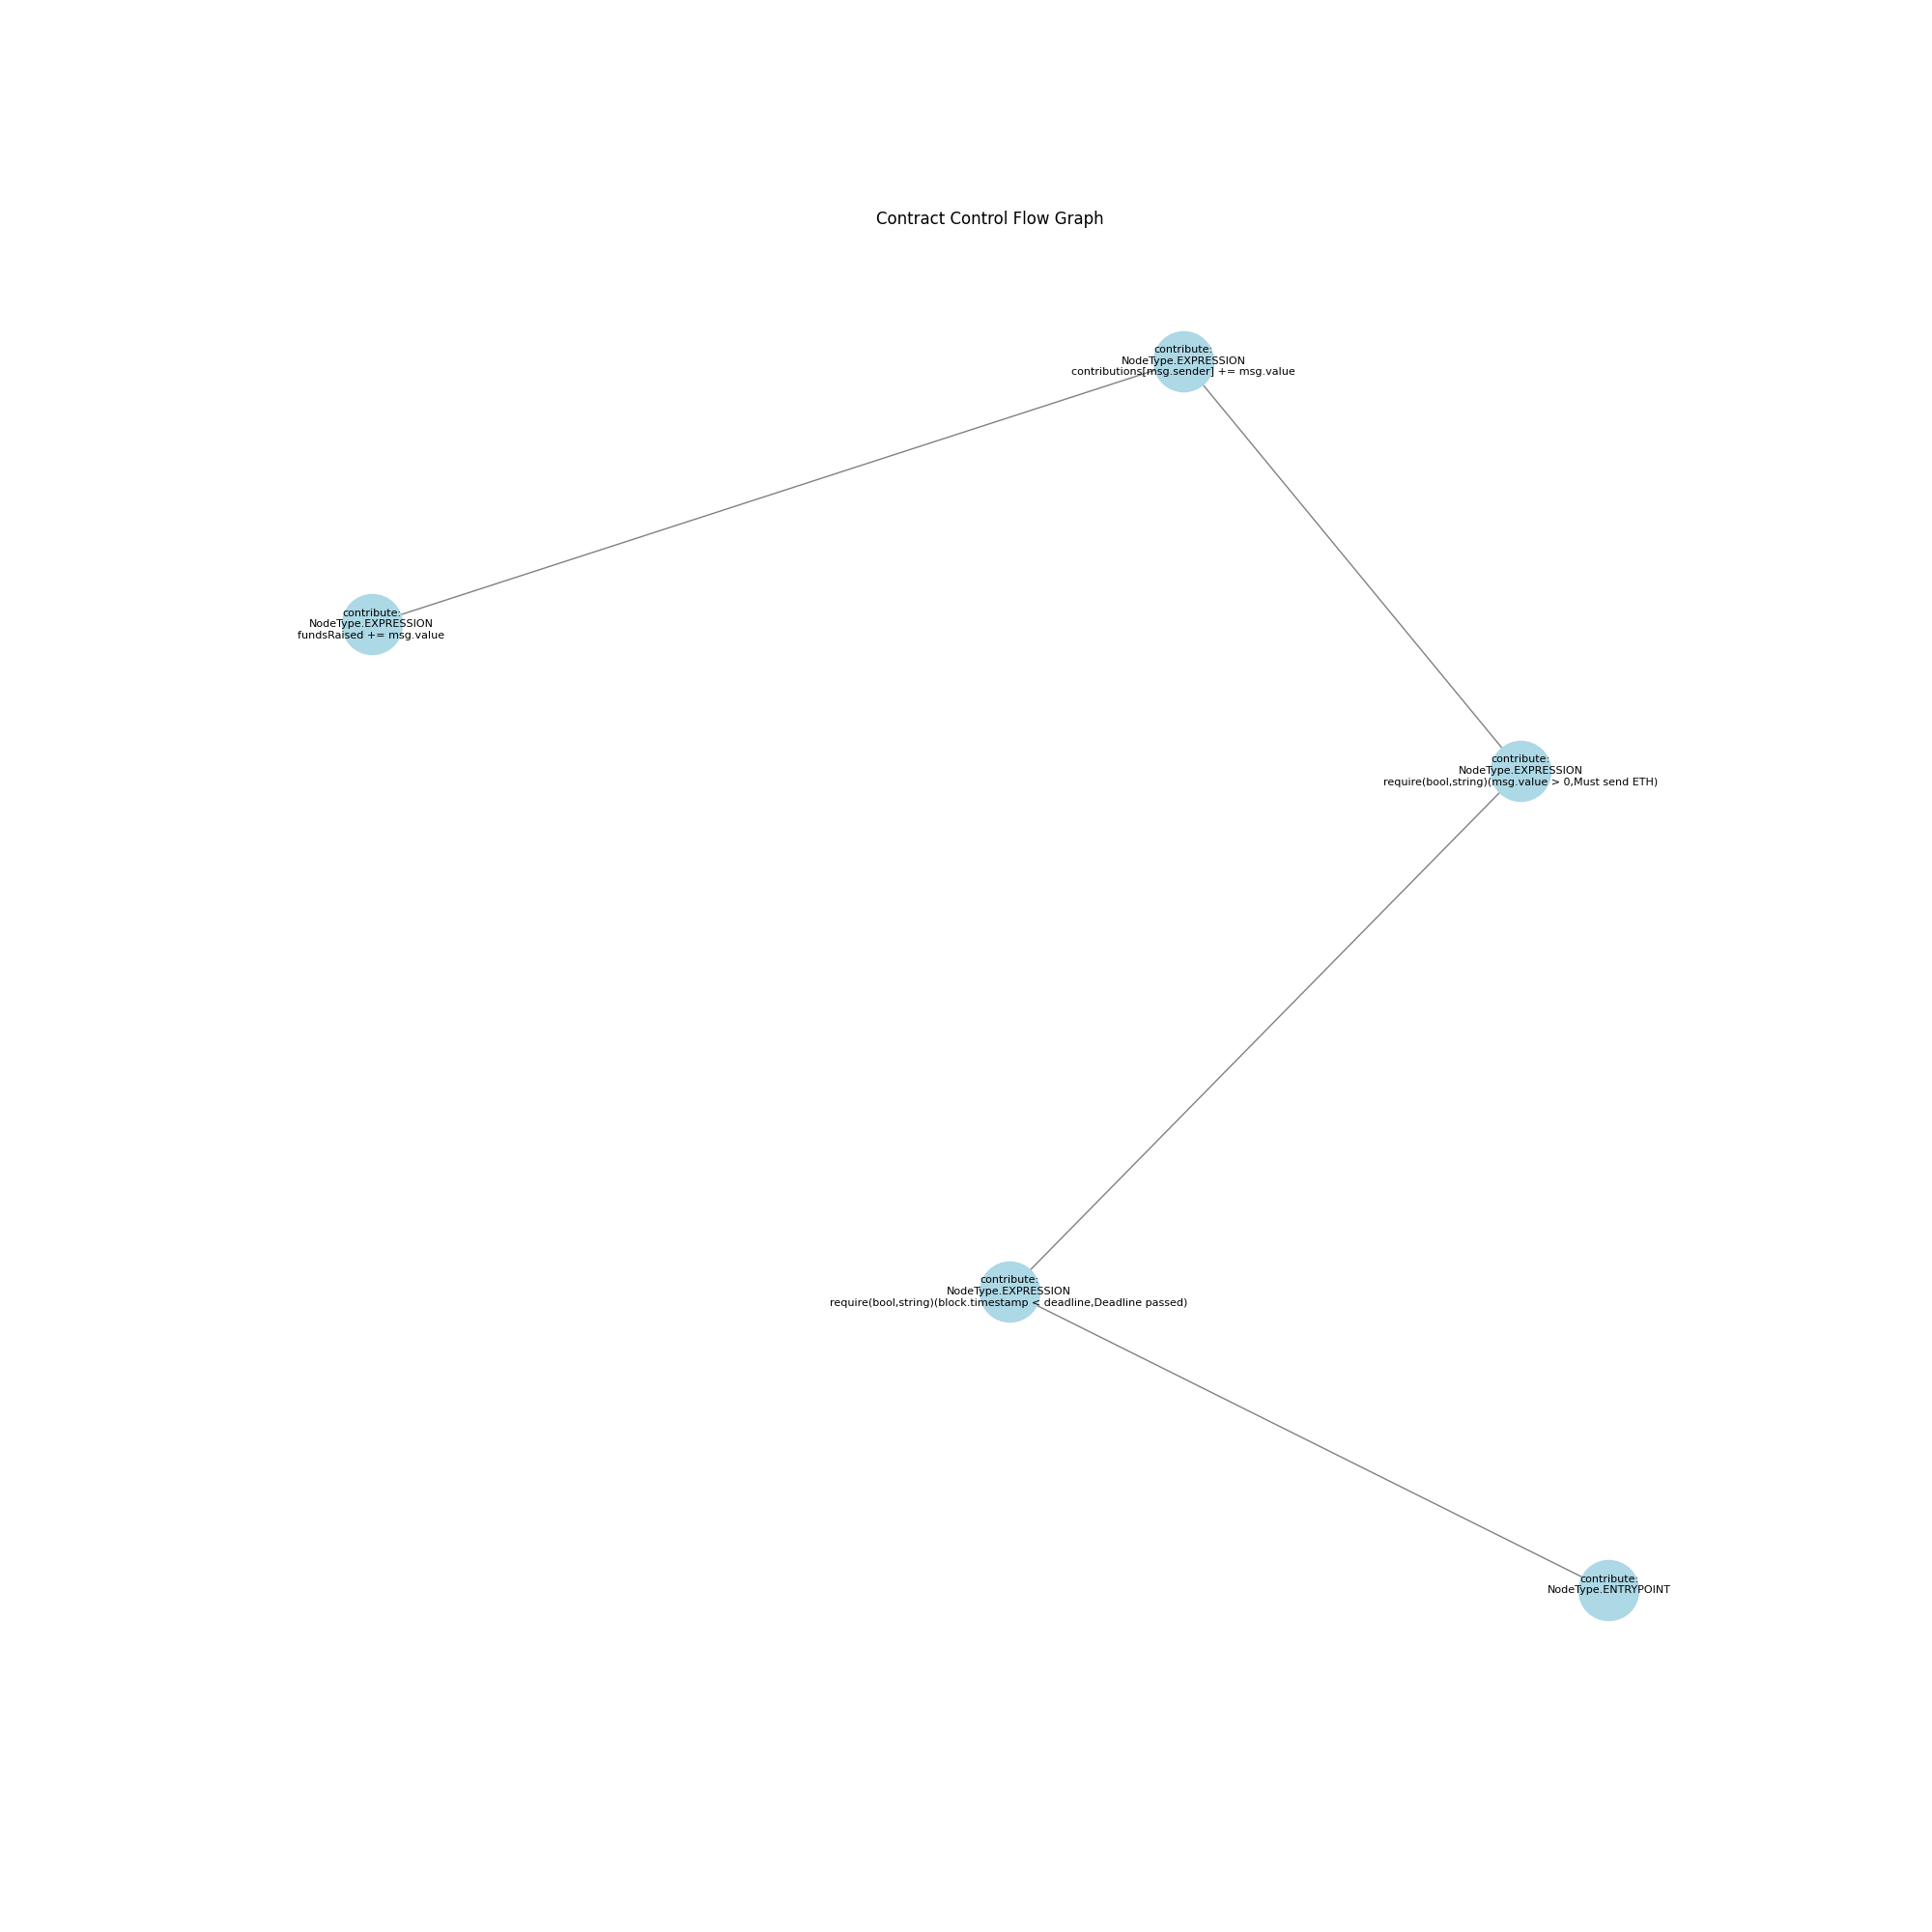 Contract Control Flow Graph
contribute:
NodeType.EXPRESSION
contributions[msg.sender] += msg.value
contribute:
NodeType.EXPRESSION
fundsRaised += msg.value
contribute:
NodeType.EXPRESSION
require(bool,string)(msg.value > 0,Must send ETH)
contribute:
NodeType.EXPRESSION
require(bool,string)(block.timestamp < deadline,Deadline passed)
contribute:
NodeType.ENTRYPOINT